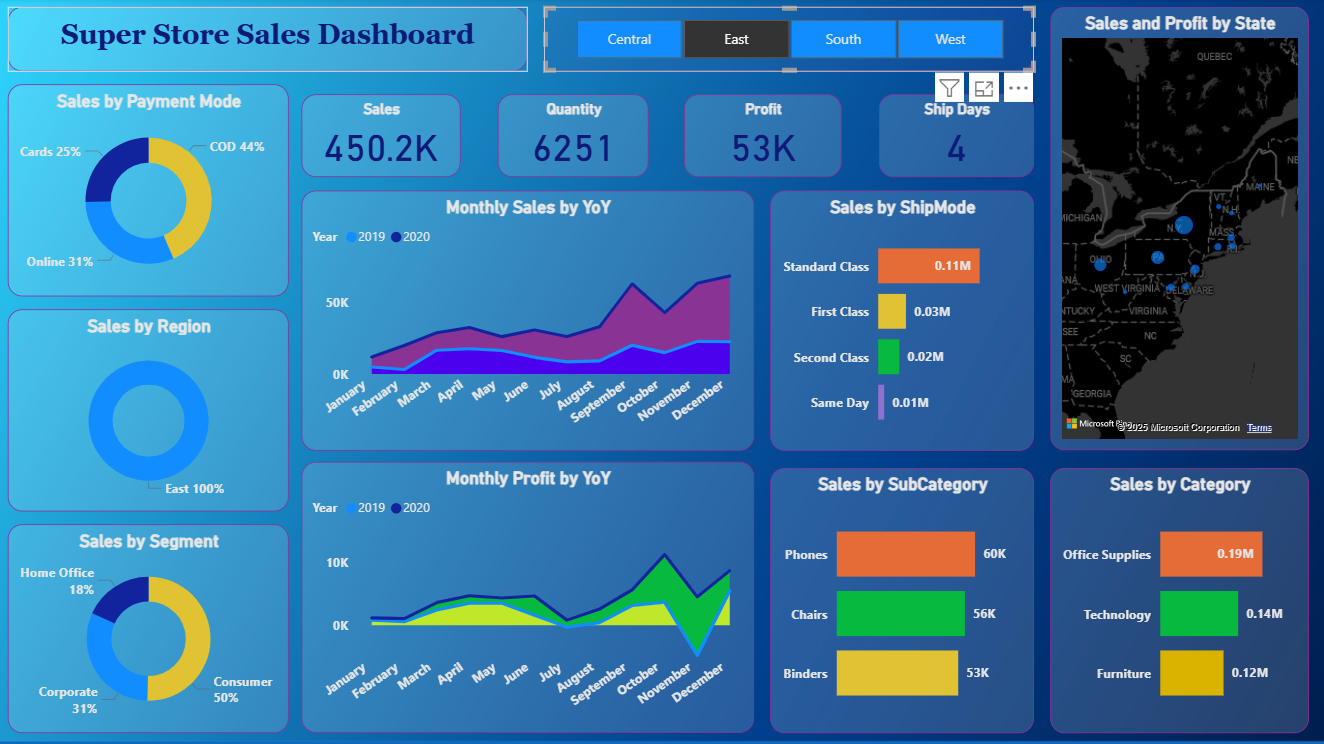 Super Store Sales Dashboard
Central East South West
Sales by Payment Mode
Cards 25%
COD 44%
Online 31%
Sales by Region
East 100%
Sales by Segment
Home Office
18%
Corporate
31%
Consumer
50%
Sales
450.2K
Quantity
6251
Profit
53K
Ship Days
4
Monthly Sales by YoY
Year 2019 2020
50K
0K
January February March April May June July August September October November December
Monthly Profit by YoY
Year 2019 2020
10K
0K
January February March April May June July August September October November December
Sales by ShipMode
Standard Class 0.11M
First Class 0.03M
Second Class 0.02M
Same Day 0.01M
Sales by SubCategory
Phones 60K
Chairs 56K
Binders 53K
Sales and Profit by State
QUEBEC
NE
MAINE
VT.
N.H.
MICHIGAN
N.Y.
MASS.
R.I.
OHIO
PA
N.J.
ANA
WEST VIRGINIA
DELAWARE
NTUCKY
VIRGINIA
SEE
NC
SC
MA
GEORGIA
Microsoft Bing
© 2025 Microsoft Corporation Terms
Sales by Category
Office Supplies 0.19M
Technology 0.14M
Furniture 0.12M